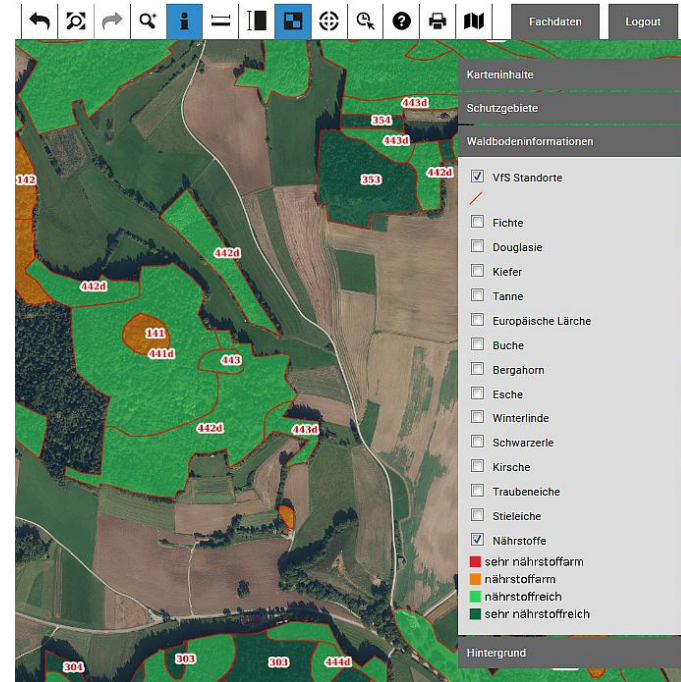 Fachdaten
Logout
Karteninhalte
Schutzgebiete
Waldbodeninformationen
VfS Standorte
Fichte
Douglasie
Kiefer
Tanne
Europäische Lärche
Buche
Bergahorn
Esche
Winterlinde
Schwarzerle
Kirsche
Traubeneiche
Stieleiche
Nährstoffe
sehr nährstoffarm
nährstoffarm
nährstoffreich
sehr nährstoffreich
Hintergrund
443d
354
443d
142
353
442d
442d
442d
141
441d
443
442d
443d
304
303
303
444d